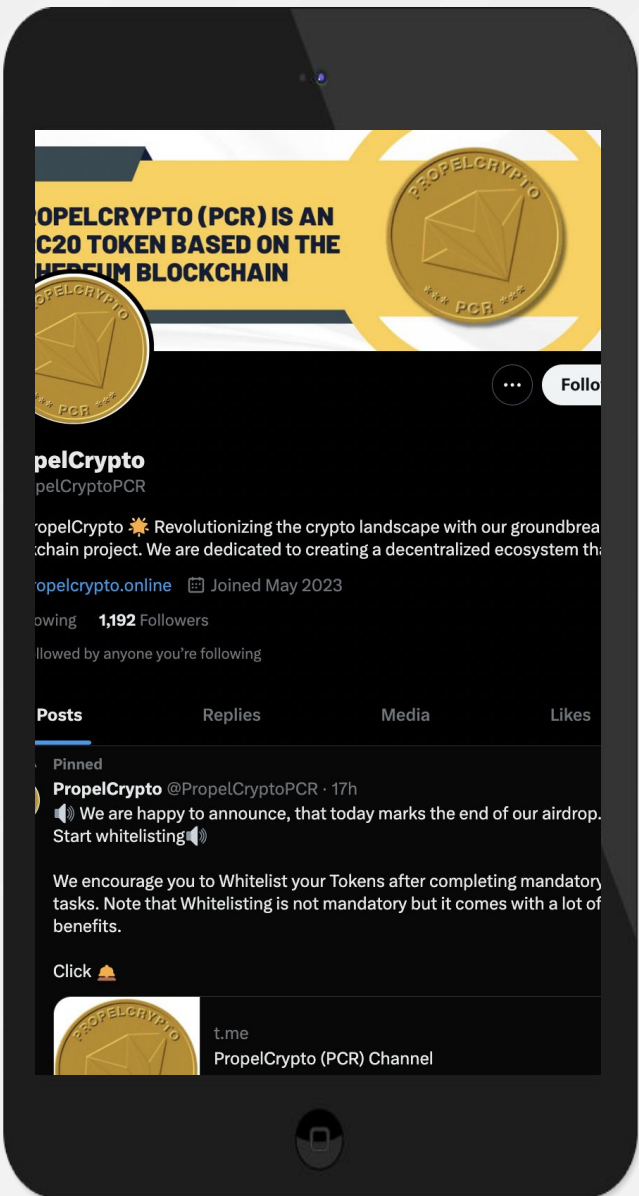 PROPELCRYPTO
*** PCR ***
OPELCRYPTO (PCR) IS AN
C20 TOKEN BASED ON THE
HEREUM BLOCKCHAIN
OPELCRYPTO
** PCR ***
Follo
pelCrypto
pelCryptoPCR
ropelCrypto 🌟 Revolutionizing the crypto landscape with our groundbrea
kchain project. We are dedicated to creating a decentralized ecosystem tha
ropelcrypto.online Joined May 2023
owing 1,192 Followers
llowed by anyone you're following
Posts Replies Media Likes
Pinned
PropelCrypto @PropelCryptoPCR · 17h
🔊 We are happy to announce, that today marks the end of our airdrop.
Start whitelisting🔊
We encourage you to Whitelist your Tokens after completing mandatory
tasks. Note that Whitelisting is not mandatory but it comes with a lot of
benefits.
Click 🛎️
PROPELCRYPTO
t.me
PropelCrypto (PCR) Channel